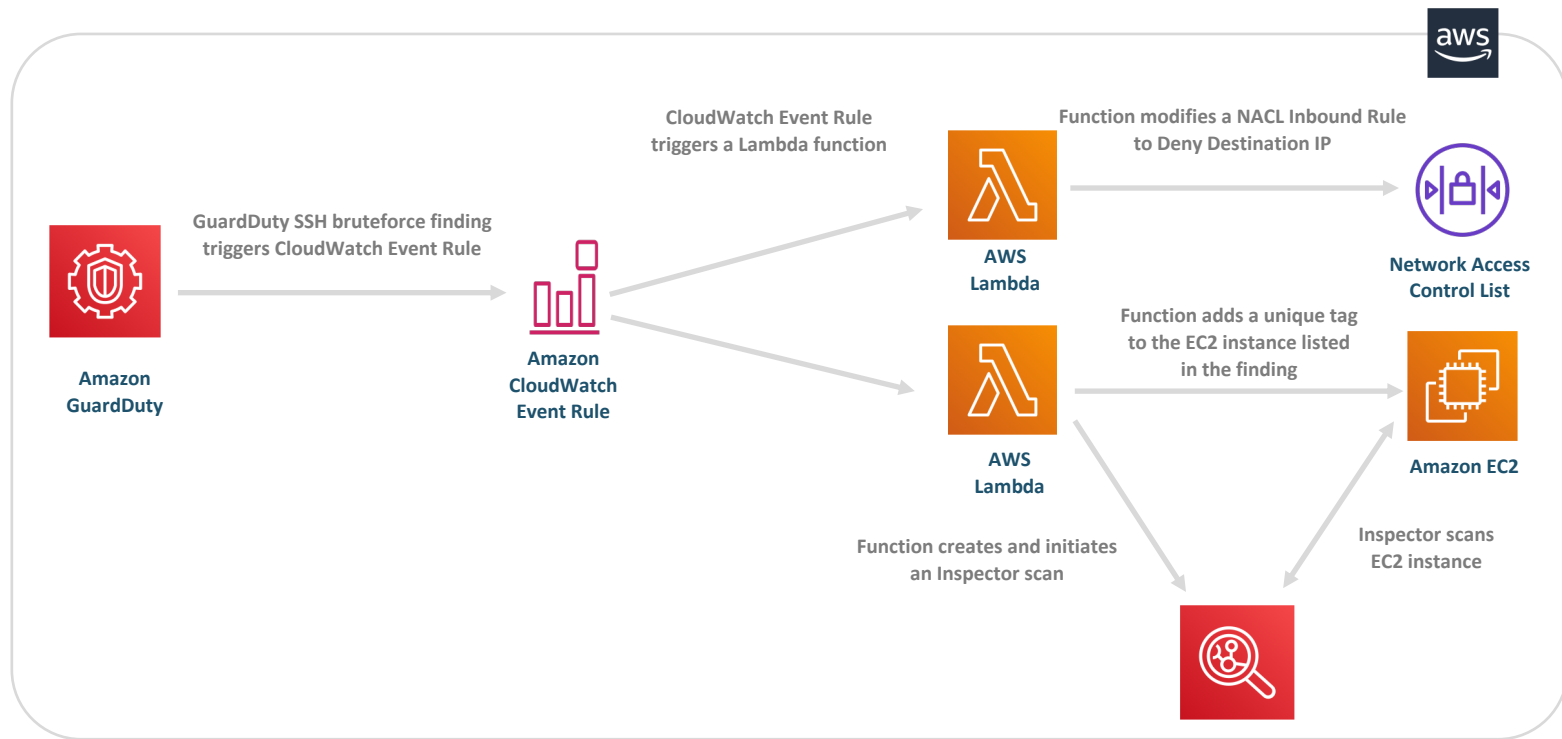 aws
CloudWatch Event Rule
triggers a Lambda function
Function modifies a NACL Inbound Rule
to Deny Destination IP
GuardDuty SSH bruteforce finding
triggers CloudWatch Event Rule
Amazon
GuardDuty
Amazon
CloudWatch
Event Rule
AWS
Lambda
Network Access
Control List
Function adds a unique tag
to the EC2 instance listed
in the finding
AWS
Lambda
Amazon EC2
Function creates and initiates
an Inspector scan
Inspector scans
EC2 instance